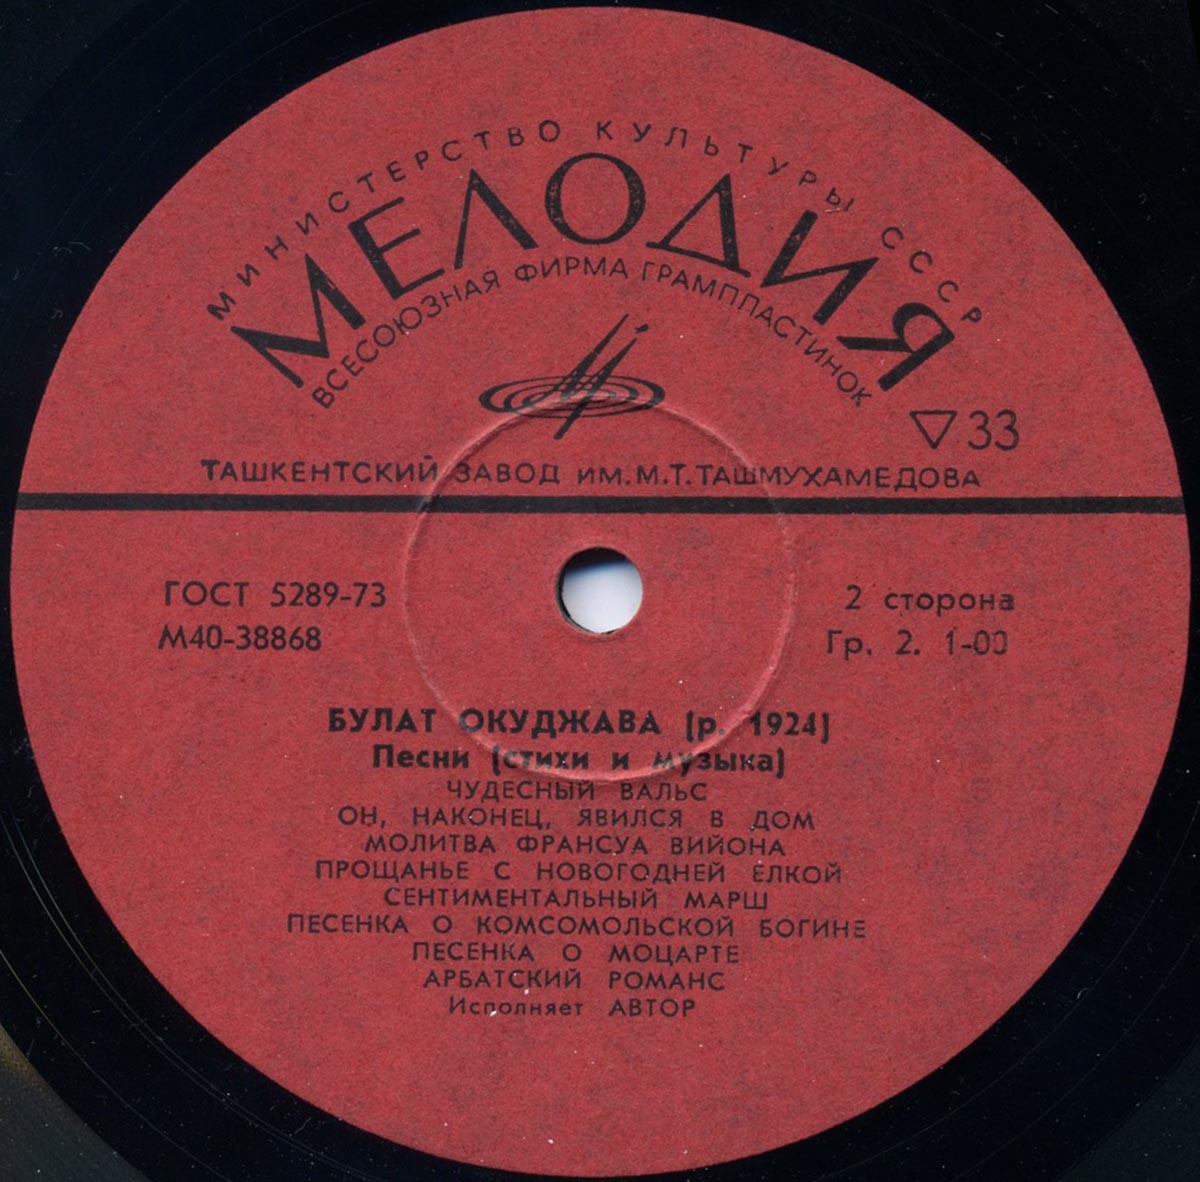 МИНИСТЕРСТВО КУЛЬТУРЫ СССР
МЕЛОДИЯ
ВСЕСОЮЗНАЯ ФИРМА ГРАМПЛАСТИНОК
33
ТАШКЕНТСКИЙ ЗАВОД ИМ. М.Т. ТАШМУХАМЕДОВА
ГОСТ 5289-73
М40-38868
2 сторона
Гр. 2. 1-00
БУЛАТ ОКУДЖАВА (р. 1924)
Песни (стихи и музыка)
ЧУДЕСНЫЙ ВАЛЬС
ОН, НАКОНЕЦ, ЯВИЛСЯ В ДОМ
МОЛИТВА ФРАНСУА ВИЙОНА
ПРОЩАНЬЕ С НОВОГОДНЕЙ ЕЛКОЙ
СЕНТИМЕНТАЛЬНЫЙ МАРШ
ПЕСЕНКА О КОМСОМОЛЬСКОЙ БОГИНЕ
ПЕСЕНКА О МОЦАРТЕ
АРБАТСКИЙ РОМАНС
Исполняет АВТОР